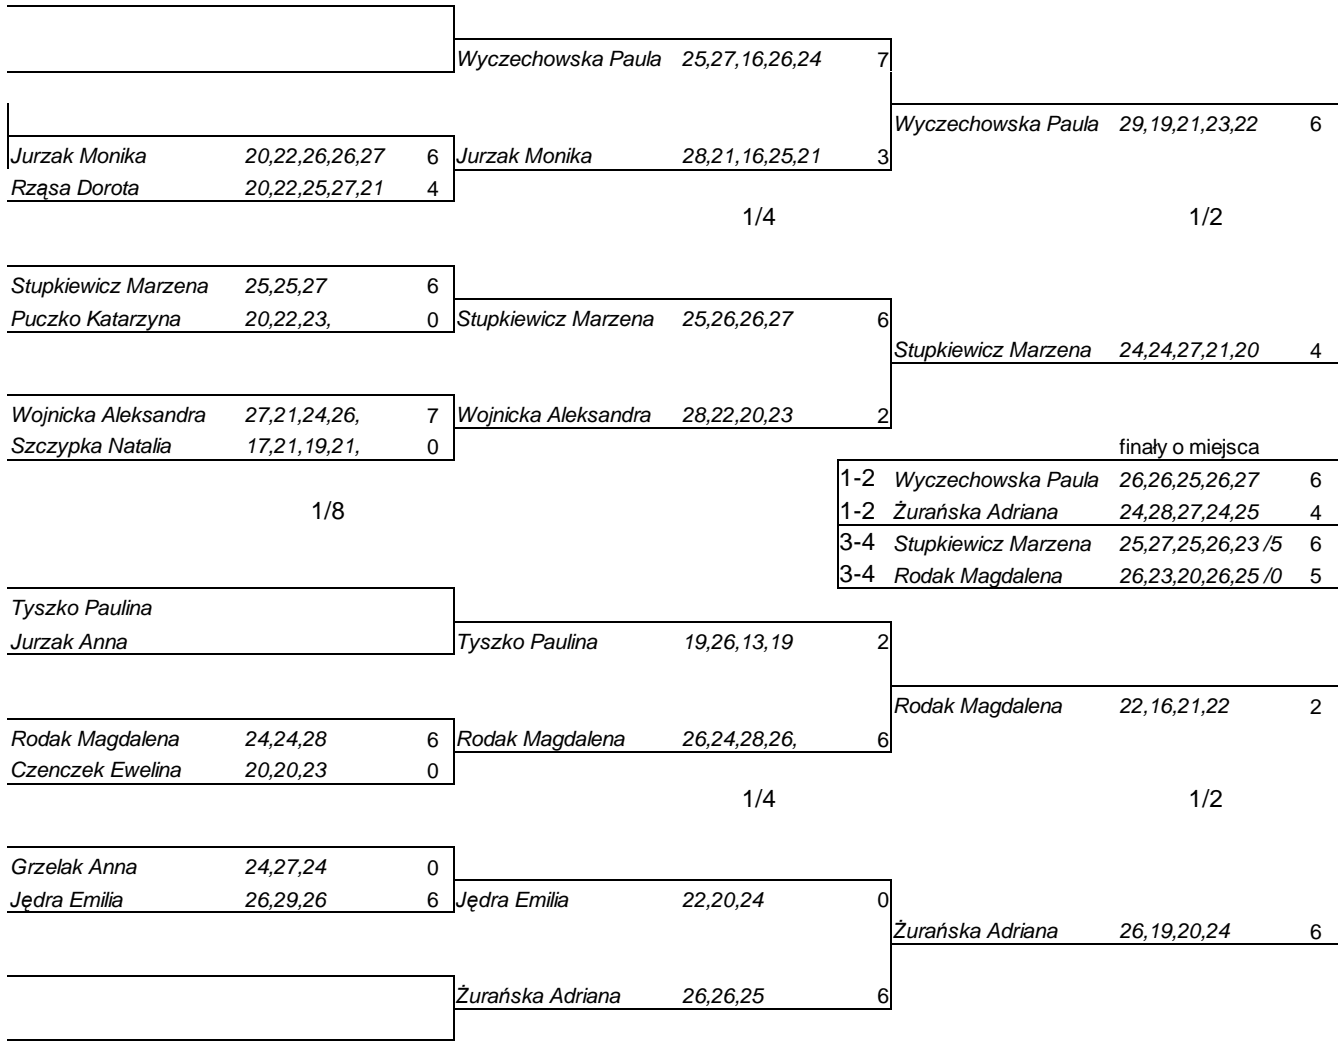 Wyczechowska Paula 25,27,16,26,24 7
Wyczechowska Paula 29,19,21,23,22 6
Jurzak Monika 20,22,26,26,27 6 Jurzak Monika 28,21,16,25,21 3
Rząsa Dorota 20,22,25,27,21 4
1/4 1/2
Stupkiewicz Marzena 25,25,27 6
Puczko Katarzyna 20,22,23, 0 Stupkiewicz Marzena 25,26,26,27 6
Stupkiewicz Marzena 24,24,27,21,20 4
Wojnicka Aleksandra 27,21,24,26, 7 Wojnicka Aleksandra 28,22,20,23 2
Szczypka Natalia 17,21,19,21, 0 finały o miejsca
1-2 Wyczechowska Paula 26,26,25,26,27 6
1/8 1-2 Żurańska Adriana 24,28,27,24,25 4
3-4 Stupkiewicz Marzena 25,27,25,26,23 /5 6
3-4 Rodak Magdalena 26,23,20,26,25 /0 5
Tyszko Paulina
Jurzak Anna Tyszko Paulina 19,26,13,19 2
Rodak Magdalena 22,16,21,22 2
Rodak Magdalena 24,24,28 6 Rodak Magdalena 26,24,28,26, 6
Czenczek Ewelina 20,20,23 0
1/4 1/2
Grzelak Anna 24,27,24 0
Jędra Emilia 26,29,26 6 Jędra Emilia 22,20,24 0
Żurańska Adriana 26,19,20,24 6
Żurańska Adriana 26,26,25 6